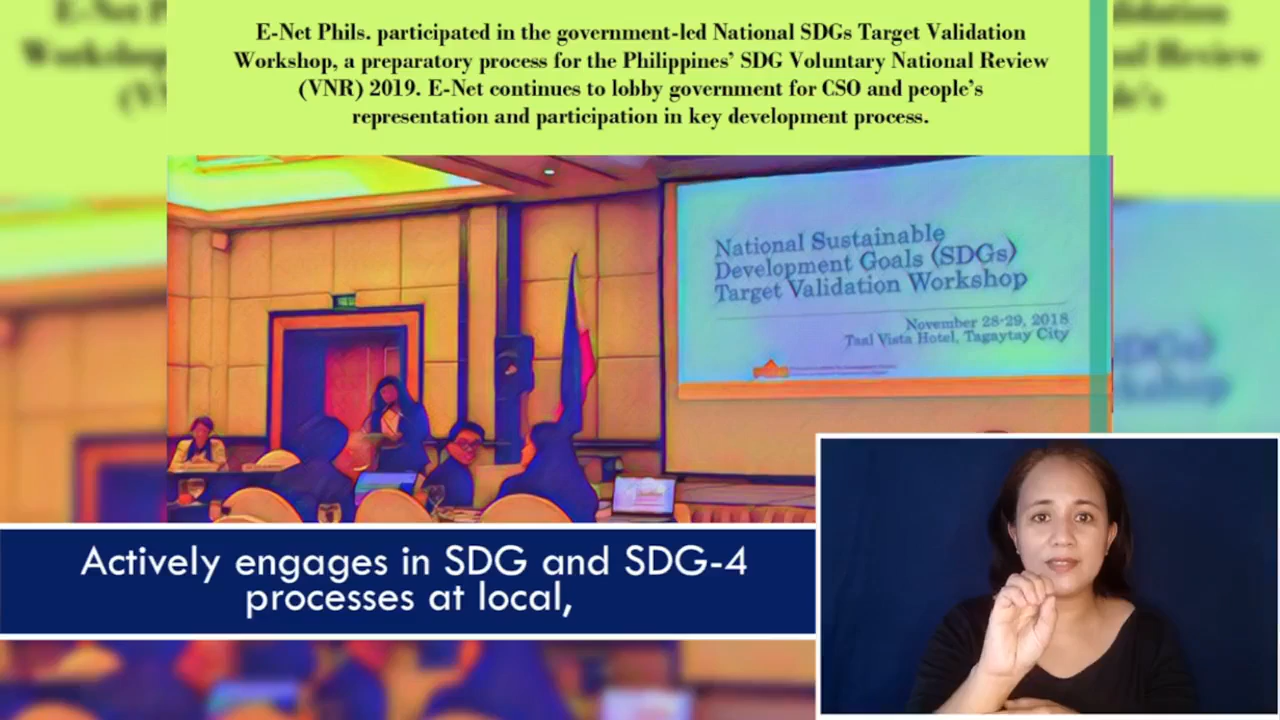 E-Net Phils. participated in the government-led National SDGs Target Validation
Workshop, a preparatory process for the Philippines’ SDG Voluntary National Review
(VNR) 2019. E-Net continues to lobby government for CSO and people’s
representation and participation in key development process.
National Sustainable
Development Goals (SDGs)
Target Validation Workshop
November 28-29, 2018
Taal Vista Hotel, Tagaytay City
Actively engages in SDG and SDG-4
processes at local,